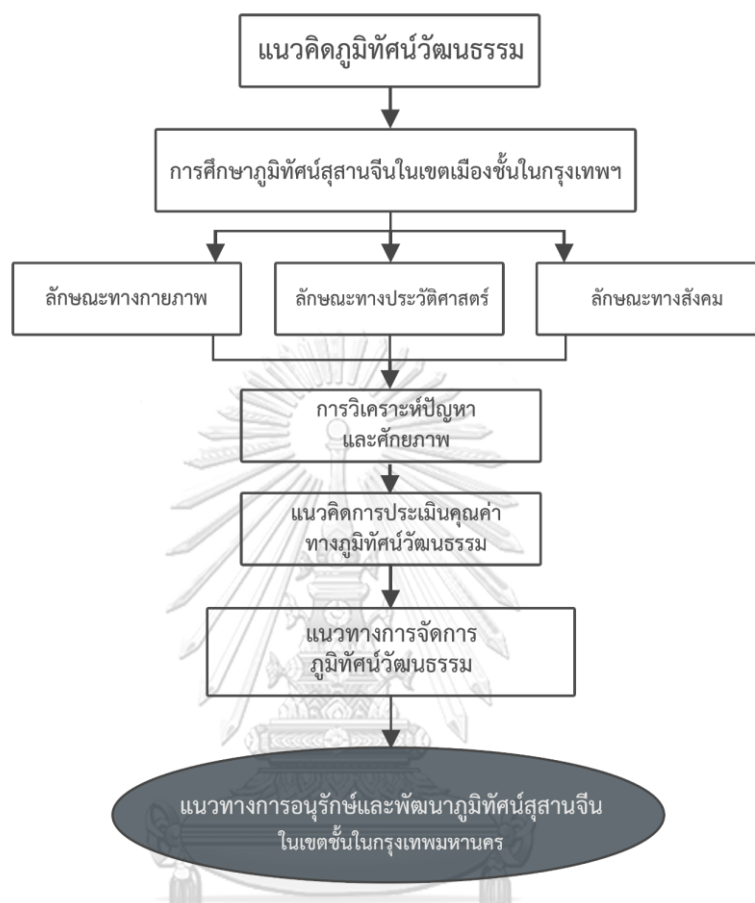 แนวคิดภูมิทัศน์วัฒนธรรม
การศึกษาภูมิทัศน์สุสานจีนในเขตเมืองชั้นในกรุงเทพฯ
ลักษณะทางกายภาพ
ลักษณะทางประวัติศาสตร์
ลักษณะทางสังคม
การวิเคราะห์ปัญหา
และศักยภาพ
แนวคิดการประเมินคุณค่า
ทางภูมิทัศน์วัฒนธรรม
แนวทางการจัดการ
ภูมิทัศน์วัฒนธรรม
แนวทางการอนุรักษ์และพัฒนาภูมิทัศน์สุสานจีน
ในเขตชั้นในกรุงเทพมหานคร